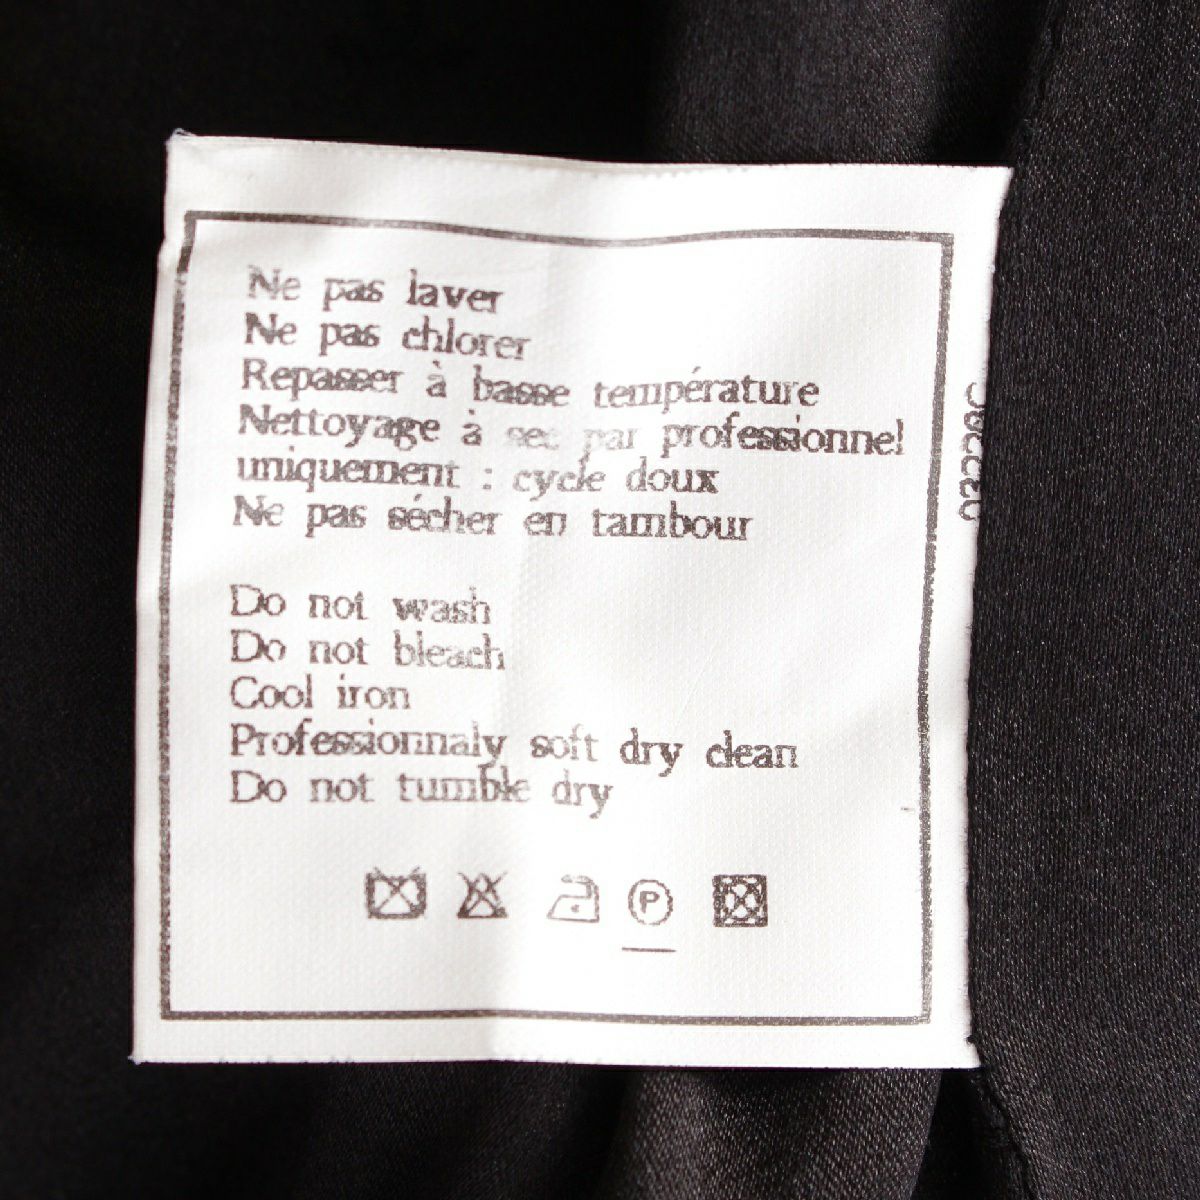 Ne pas laver
Ne pas chlorer
Repasser à basse température
Nettoyage à sec par professionnel
uniquement : cycle doux
Ne pas sécher en tambour
Do not wash
Do not bleach
Cool iron
Professionnaly soft dry clean
Do not tumble dry
P